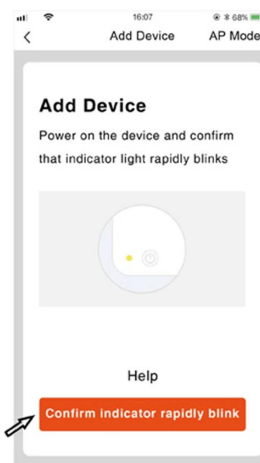 16:07
68%
Add Device
AP Mode
Add Device
Power on the device and confirm
that indicator light rapidly blinks
Help
Confirm indicator rapidly blink